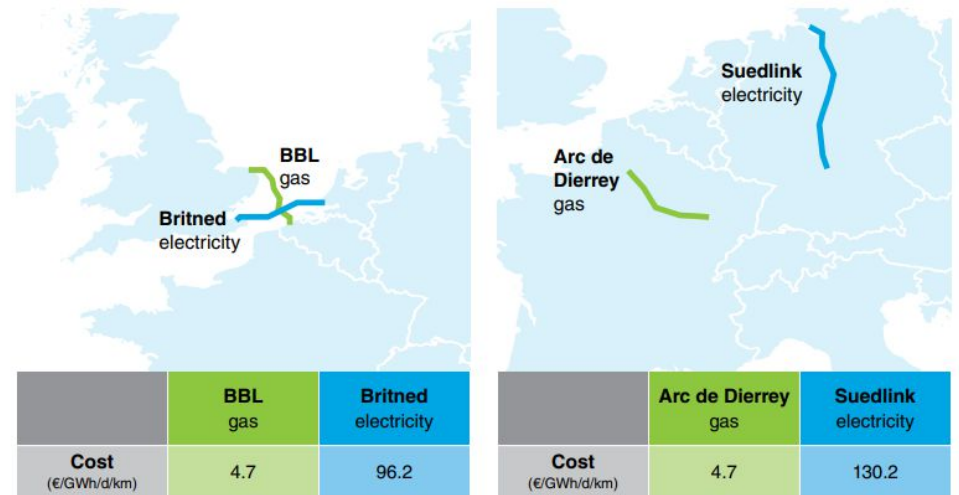 BBL
gas
Britned
electricity
Suedlink
electricity
Arc de
Dierrey
gas
BBL
gas
Britned
electricity
Cost
(€/GWh/d/km)
4.7
96.2
Arc de Dierrey
gas
Suedlink
electricity
Cost
(€/GWh/d/km)
4.7
130.2